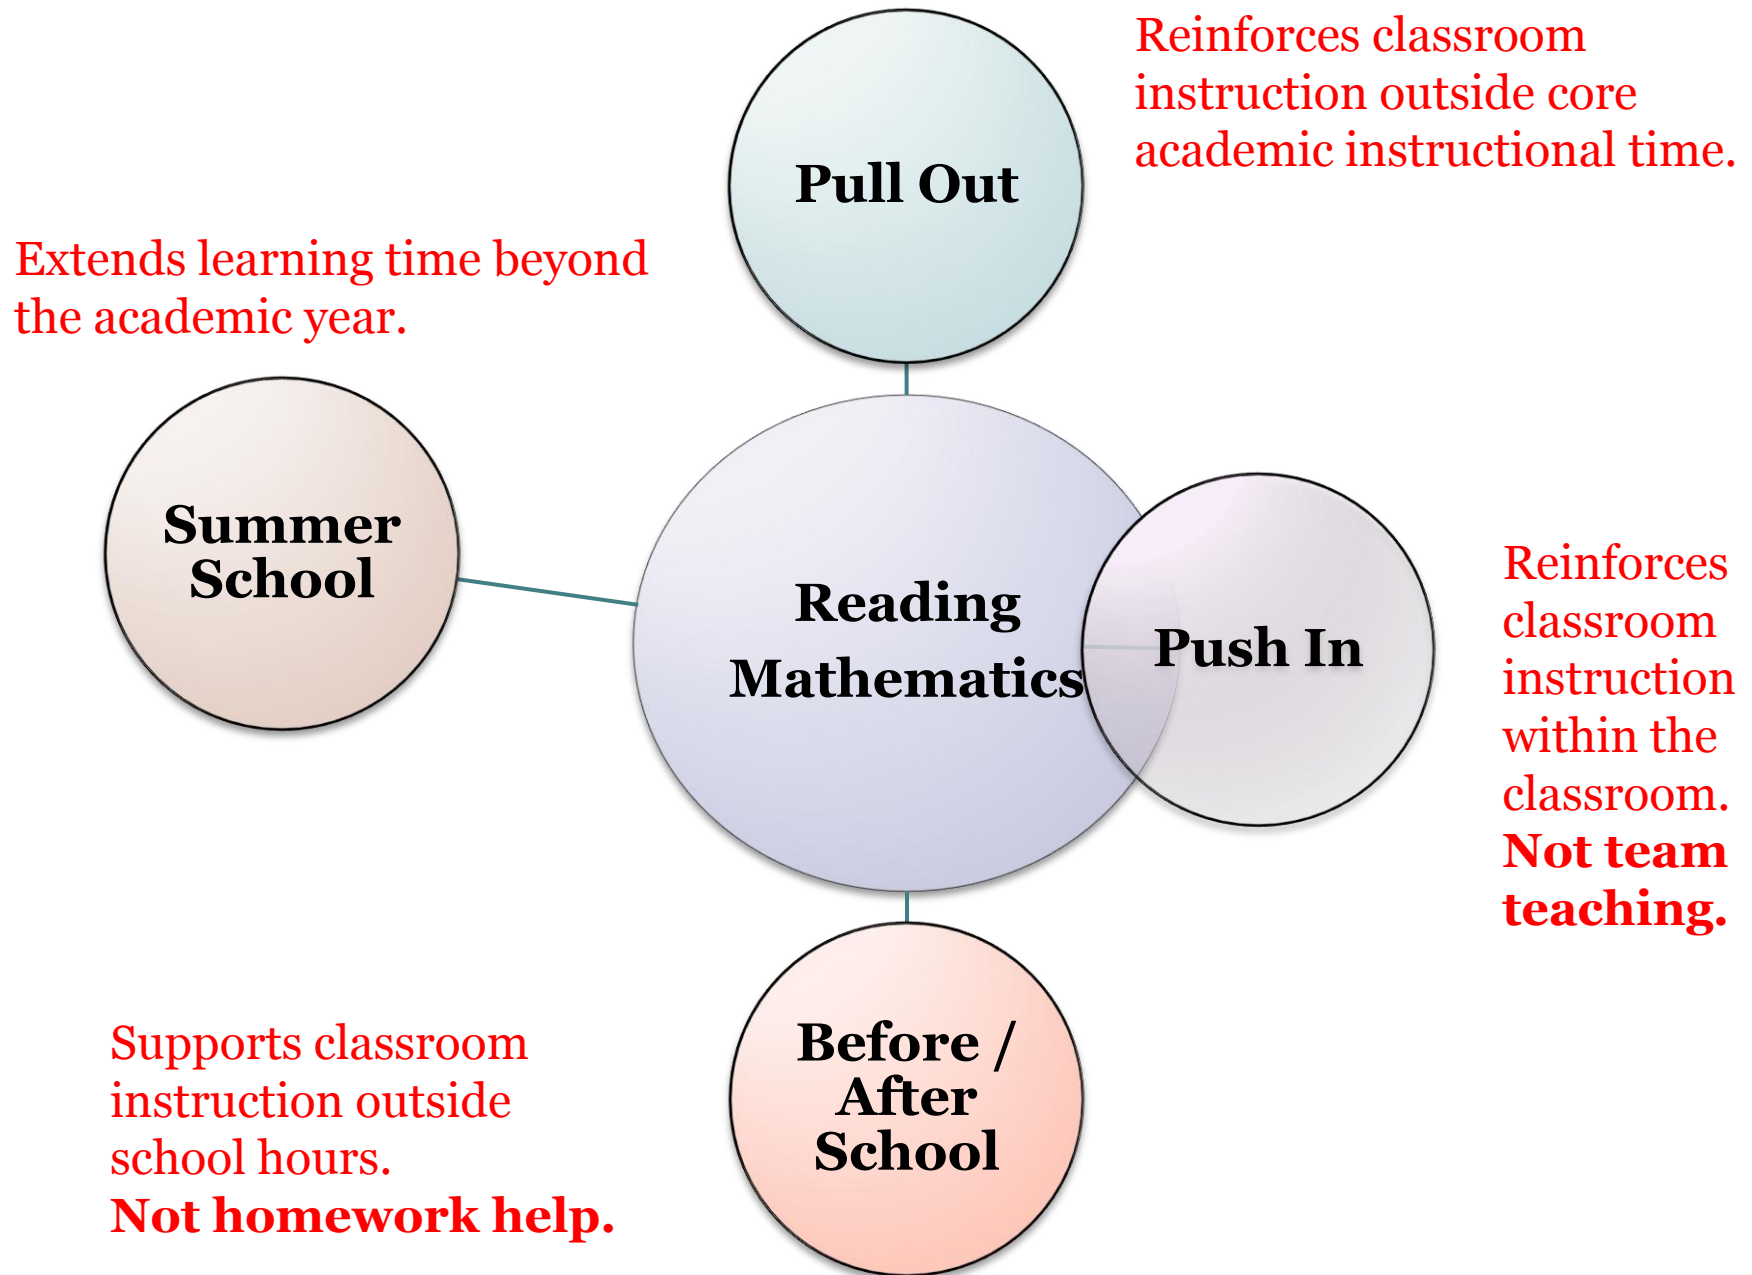 Reinforces classroom
instruction outside core
academic instructional time.
Pull Out
Extends learning time beyond
the academic year.
Summer
School
Reading
Mathematics
Push In
Reinforces
classroom
instruction
within the
classroom.
Not team
teaching.
Before /
After
School
Supports classroom
instruction outside
school hours.
Not homework help.